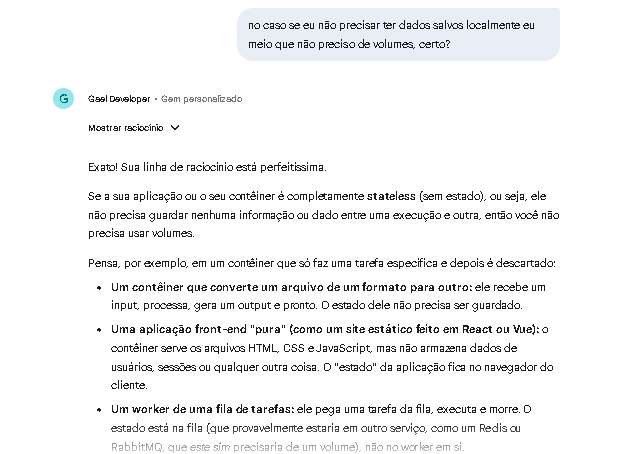 no caso se eu não precisar ter dados salvos localmente eu
meio que não preciso de volumes, certo?
G
Gael Developer • Gem personalizado
Mostrar raciocínio
Exato! Sua linha de raciocínio está perfeitissima.
Se a sua aplicação ou o seu contêiner é completamente stateless (sem estado), ou seja, ele
não precisa guardar nenhuma informação ou dado entre uma execução e outra, então você não
precisa usar volumes.
Pensa, por exemplo, em um contêiner que só faz uma tarefa específica e depois é descartado:
• Um contêiner que converte um arquivo de um formato para outro: ele recebe um
input, processa, gera um output e pronto. O estado dele não precisa ser guardado.
• Uma aplicação front-end "pura" (como um site estático feito em React ou Vue): o
contêiner serve os arquivos HTML, CSS e JavaScript, mas não armazena dados de
usuários, sessões ou qualquer outra coisa. O "estado" da aplicação fica no navegador do
cliente.
• Um worker de uma fila de tarefas: ele pega uma tarefa da fila, executa e morre. O
estado está na fila (que provavelmente estaria em outro serviço, como um Redis ou
RabbitMQ, que este sim precisaria de um volume), não no worker em si.